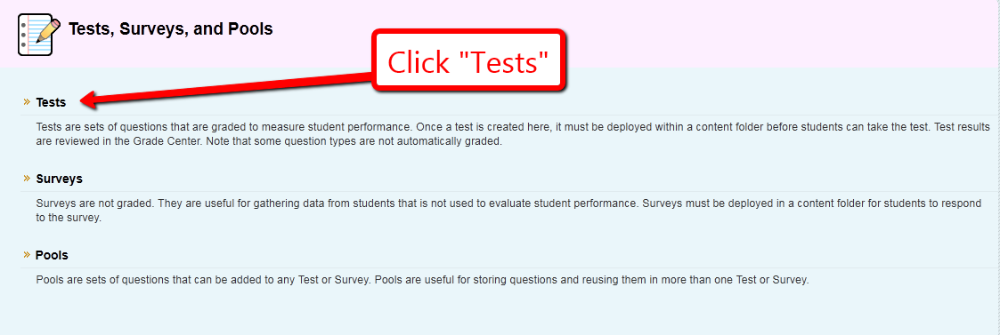 Tests, Surveys, and Pools
Click "Tests"
» Tests
Tests are sets of questions that are graded to measure student performance. Once a test is created here, it must be deployed within a content folder before students can take the test. Test results
are reviewed in the Grade Center. Note that some question types are not automatically graded.
» Surveys
Surveys are not graded. They are useful for gathering data from students that is not used to evaluate student performance. Surveys must be deployed in a content folder for students to respond
to the survey.
» Pools
Pools are sets of questions that can be added to any Test or Survey. Pools are useful for storing questions and reusing them in more than one Test or Survey.